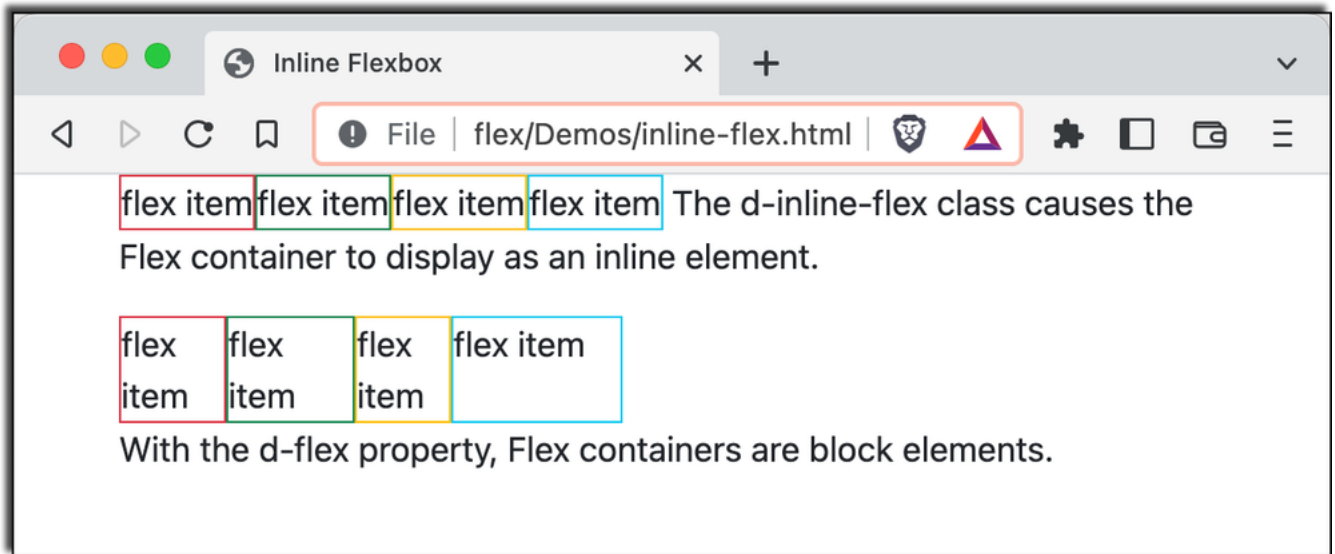 Inline Flexbox
File flex/Demos/inline-flex.html
flex item flex item flex item flex item The d-inline-flex class causes the
Flex container to display as an inline element.
flex flex flex flex item
item item item
With the d-flex property, Flex containers are block elements.